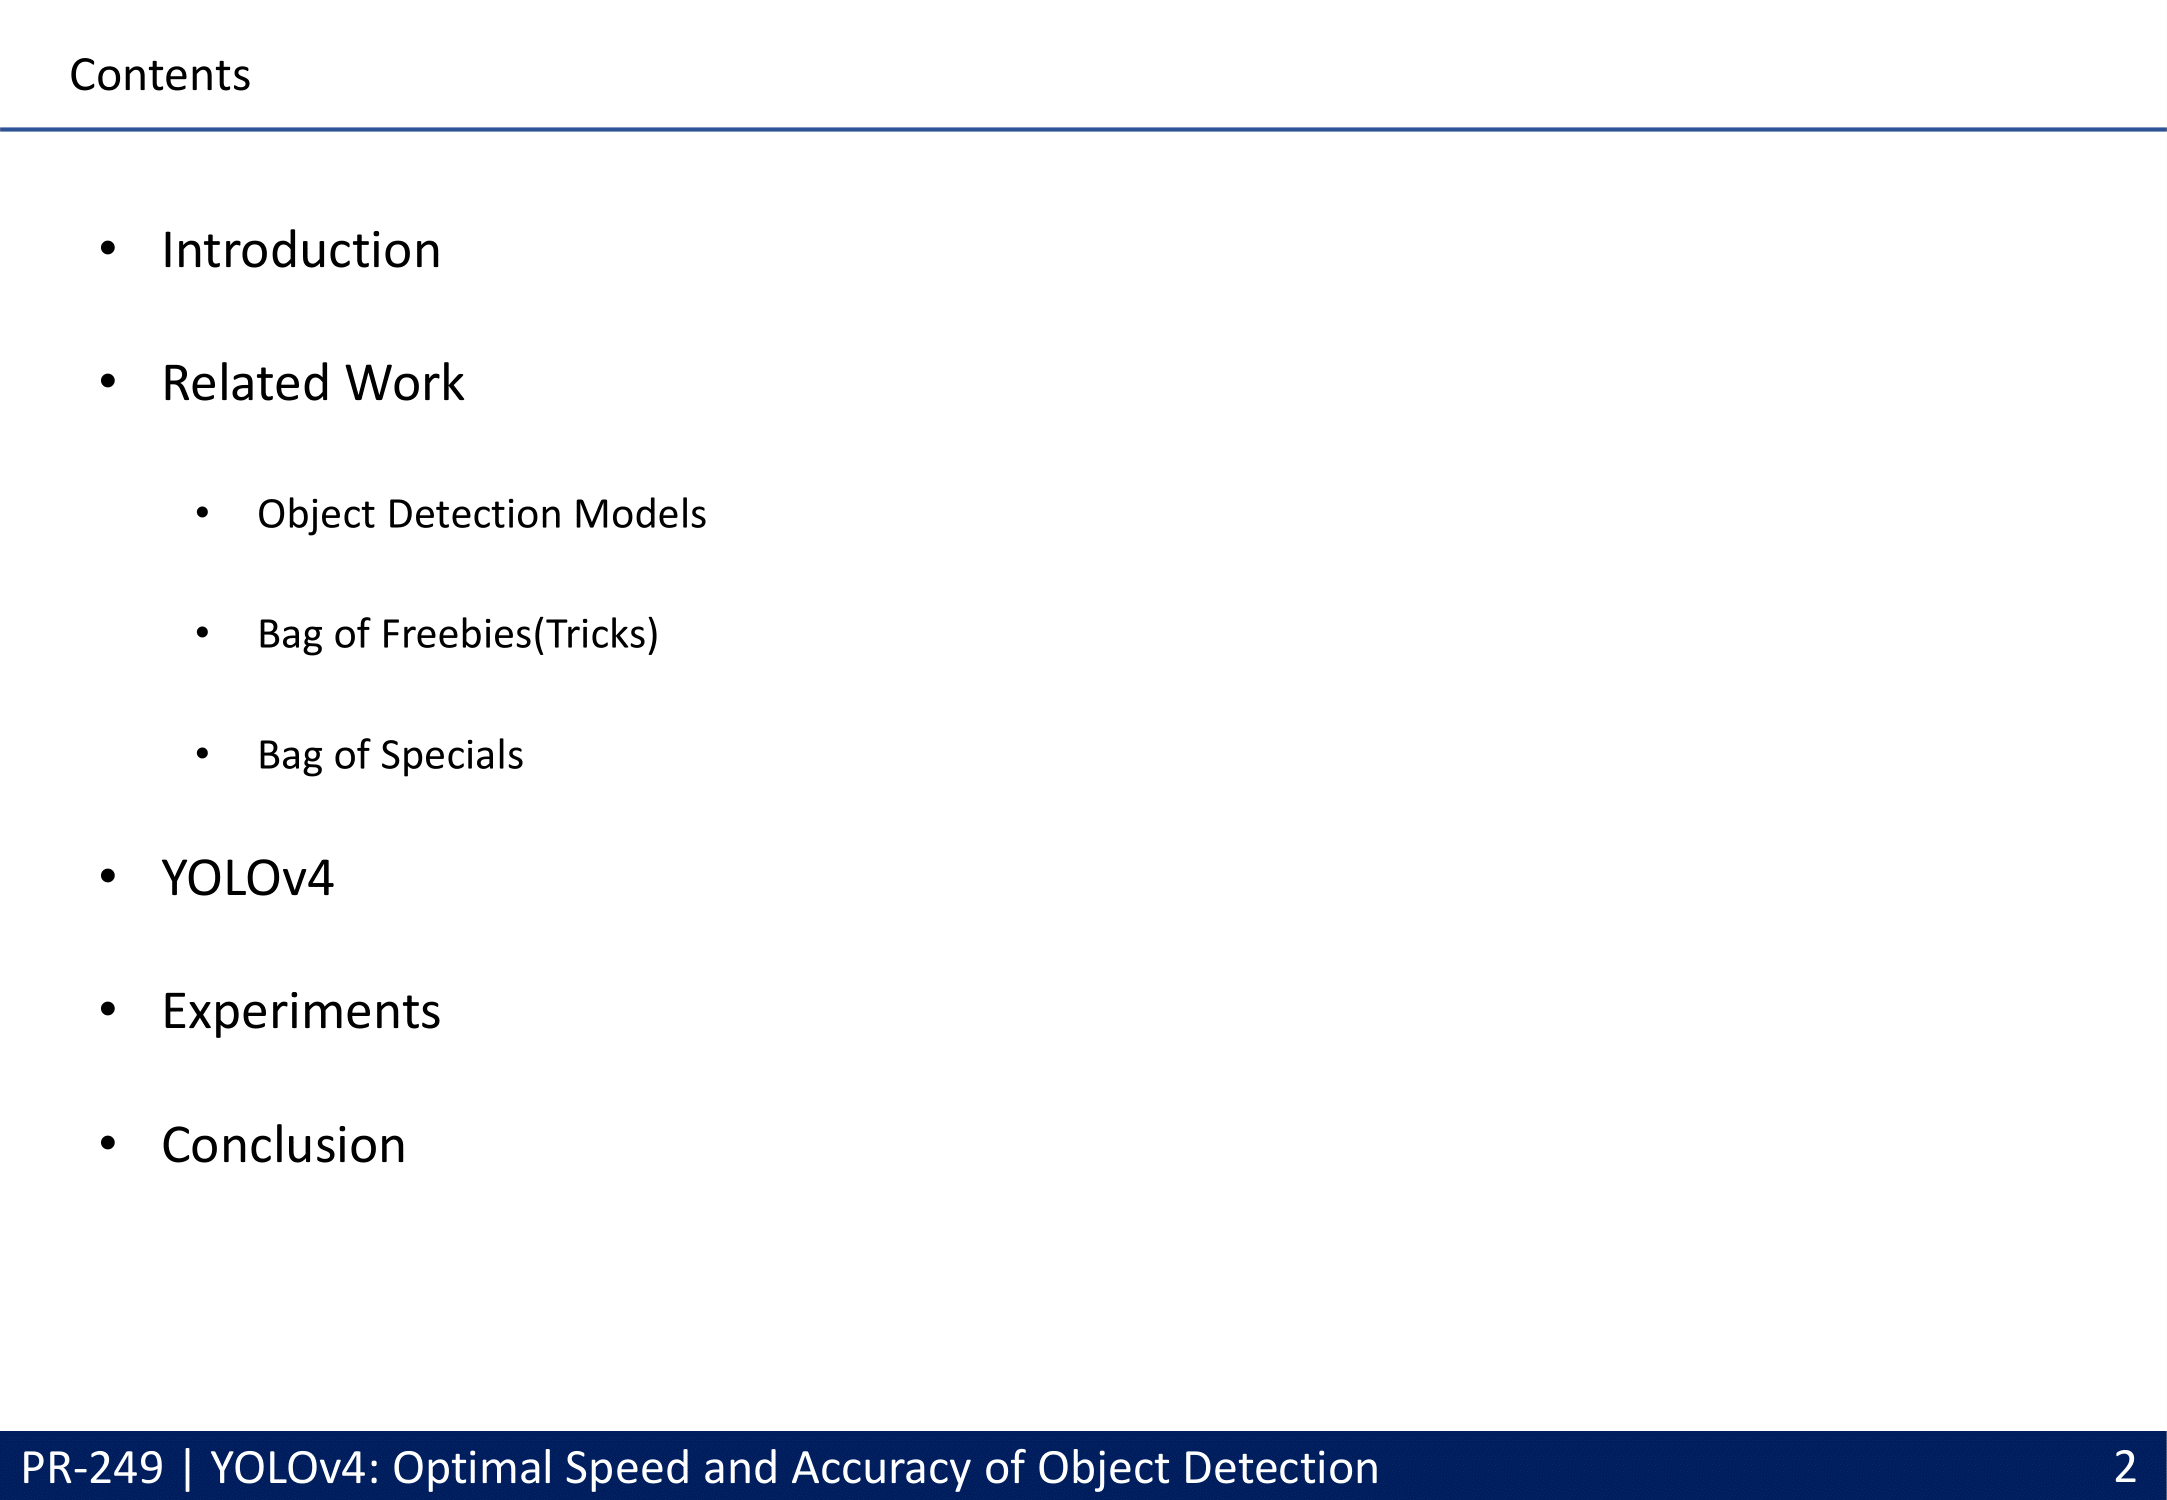 Contents
• Introduction
• Related Work
• Object Detection Models
• Bag of Freebies(Tricks)
• Bag of Specials
• YOLOv4
• Experiments
• Conclusion
PR-249 | YOLOv4: Optimal Speed and Accuracy of Object Detection 2